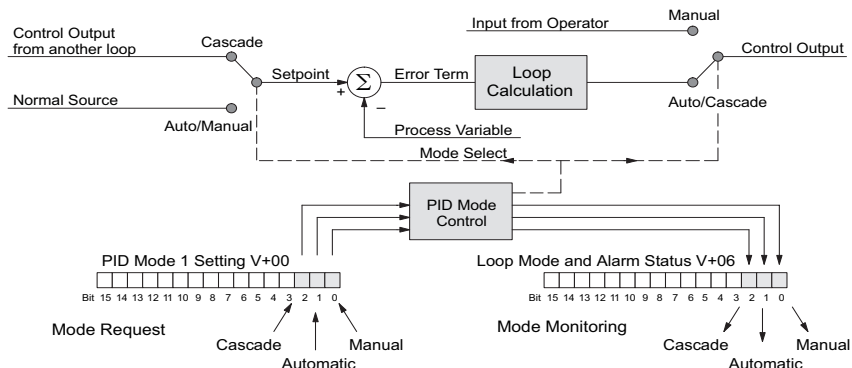 Input from Operator
Manual
Control Output
from another loop
Cascade
Control Output
Setpoint
+
Σ
−
Error Term
Loop
Calculation
Normal Source
Auto/Manual
Auto/Cascade
Process Variable
Mode Select
PID Mode
Control
PID Mode 1 Setting V+00
Bit 15 14 13 12 11 10 9 8 7 6 5 4 3 2 1 0
Mode Request
Cascade
Automatic
Manual
Loop Mode and Alarm Status V+06
Bit 15 14 13 12 11 10 9 8 7 6 5 4 3 2 1 0
Mode Monitoring
Cascade
Automatic
Manual